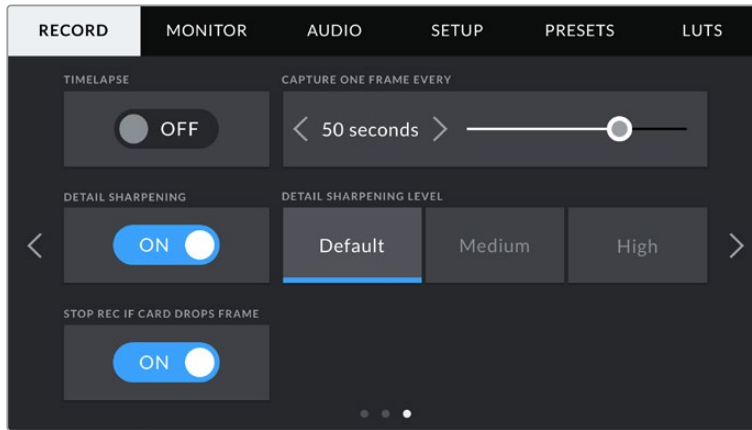 RECORD MONITOR AUDIO SETUP PRESETS LUTS
TIMELAPSE CAPTURE ONE FRAME EVERY
OFF 50 seconds
DETAIL SHARPENING DETAIL SHARPENING LEVEL
ON Default Medium High
STOP REC IF CARD DROPS FRAME
ON